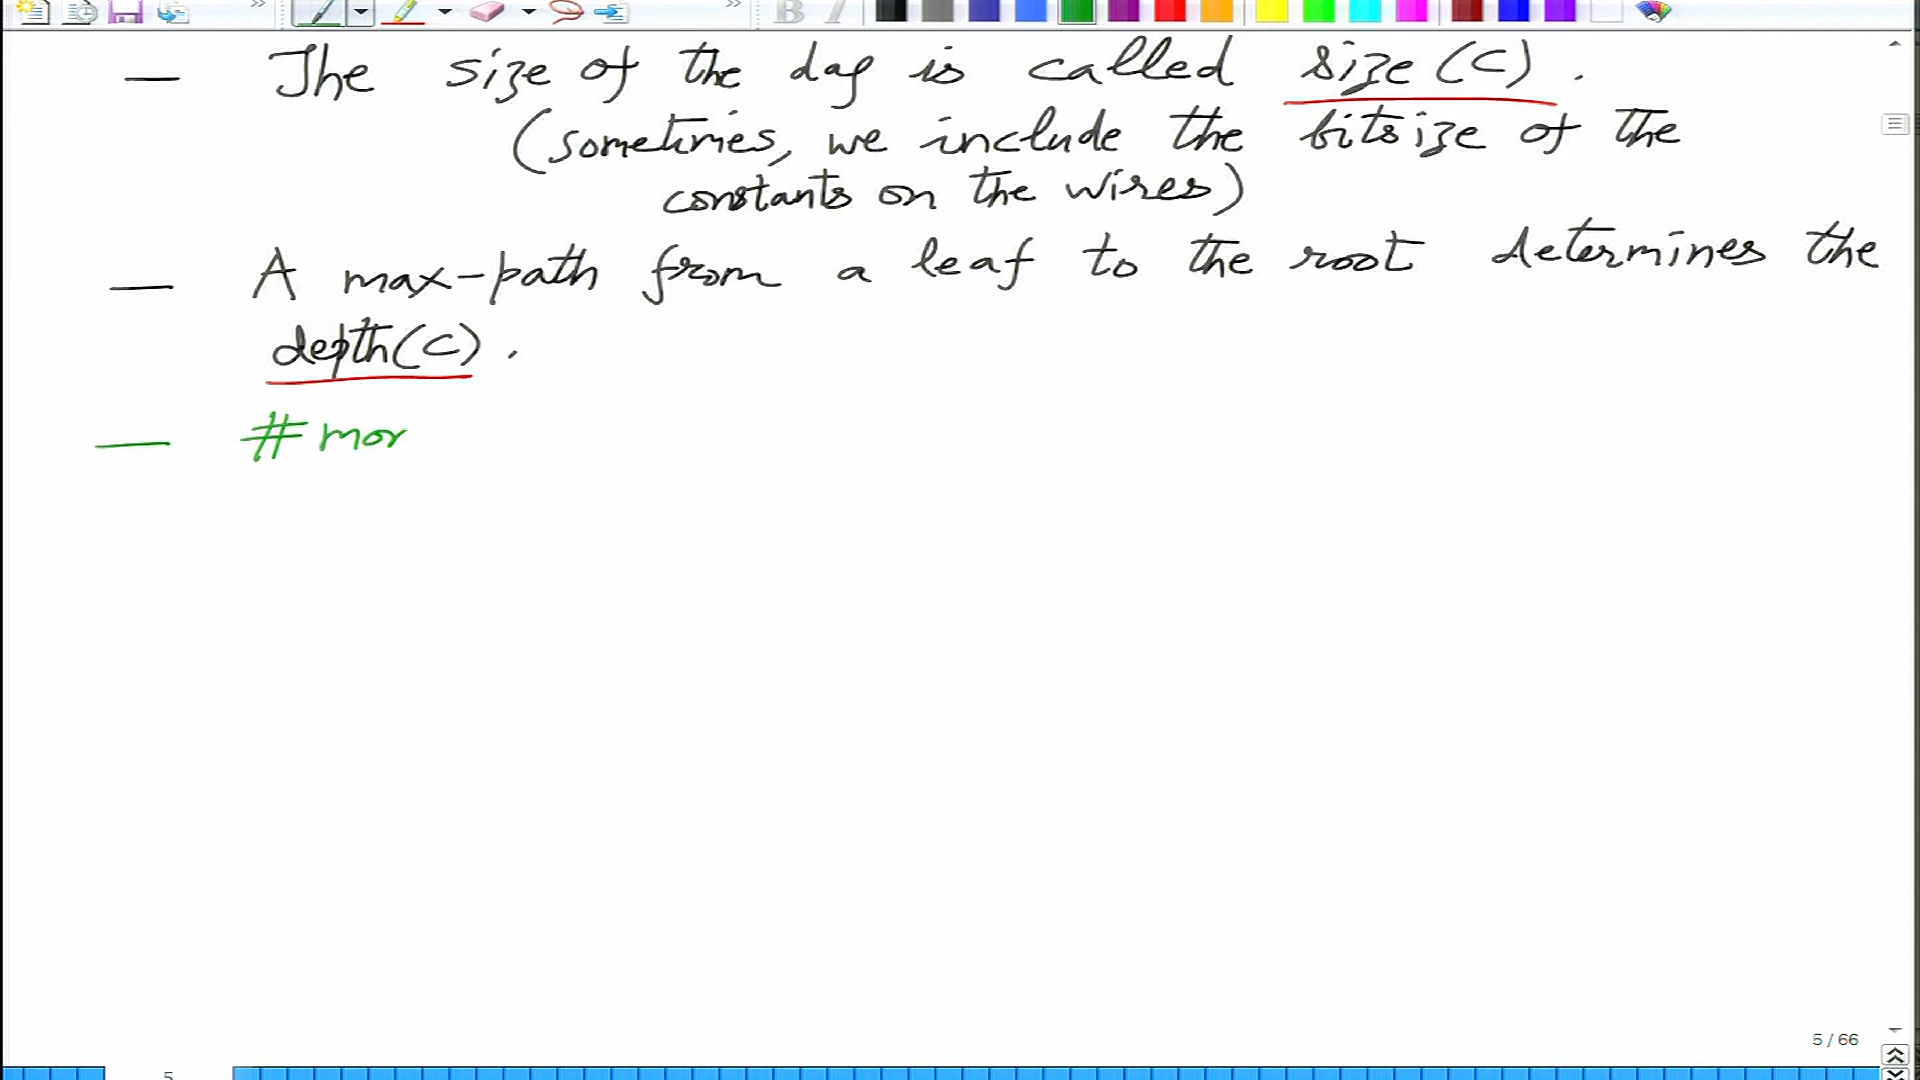 — The size of the dag is called size(C).
(sometimes, we include the bitsize of the
constants on the wires)
— A max-path from a leaf to the root determines the
depth(C).
— # mon
5 / 66
5